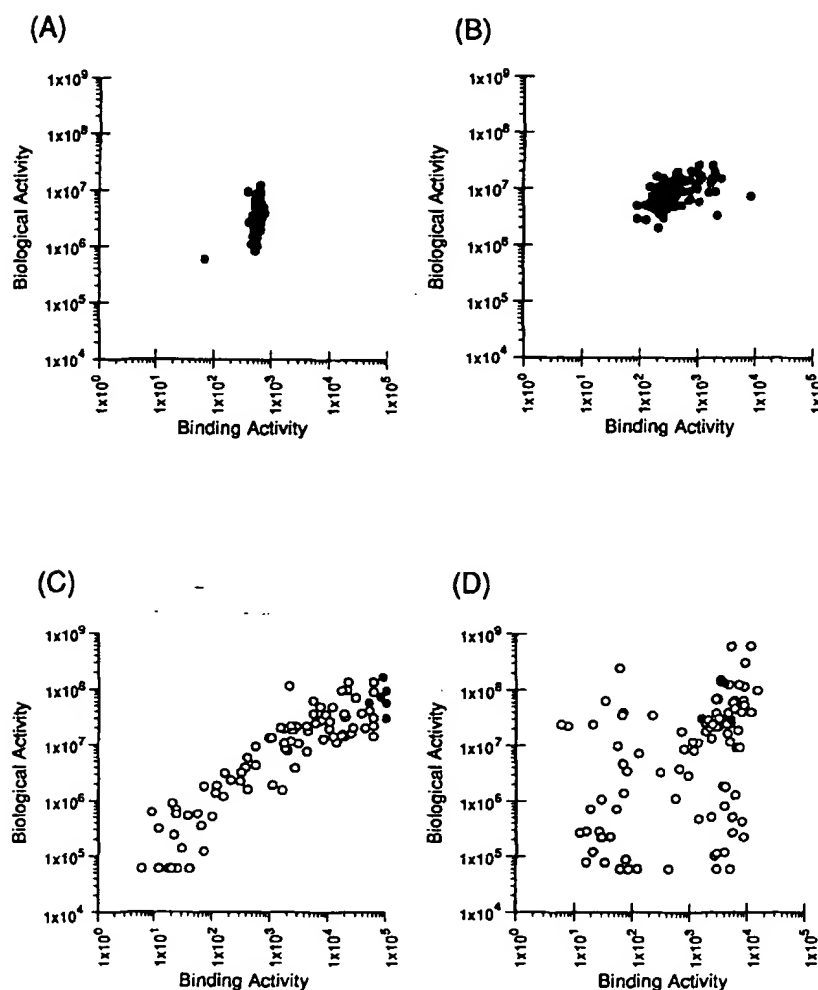 (A)
1x10⁹
1x10⁸
1x10⁷
1x10⁶
1x10⁵
1x10⁴
Biological Activity
1x10⁰
1x10¹
1x10²
1x10³
1x10⁴
1x10⁵
Binding Activity
(B)
1x10⁹
1x10⁸
1x10⁷
1x10⁶
1x10⁵
1x10⁴
Biological Activity
1x10⁰
1x10¹
1x10²
1x10³
1x10⁴
1x10⁵
Binding Activity
(C)
1x10⁹
1x10⁸
1x10⁷
1x10⁶
1x10⁵
1x10⁴
Biological Activity
1x10⁰
1x10¹
1x10²
1x10³
1x10⁴
1x10⁵
Binding Activity
(D)
1x10⁹
1x10⁸
1x10⁷
1x10⁶
1x10⁵
1x10⁴
Biological Activity
1x10⁰
1x10¹
1x10²
1x10³
1x10⁴
1x10⁵
Binding Activity